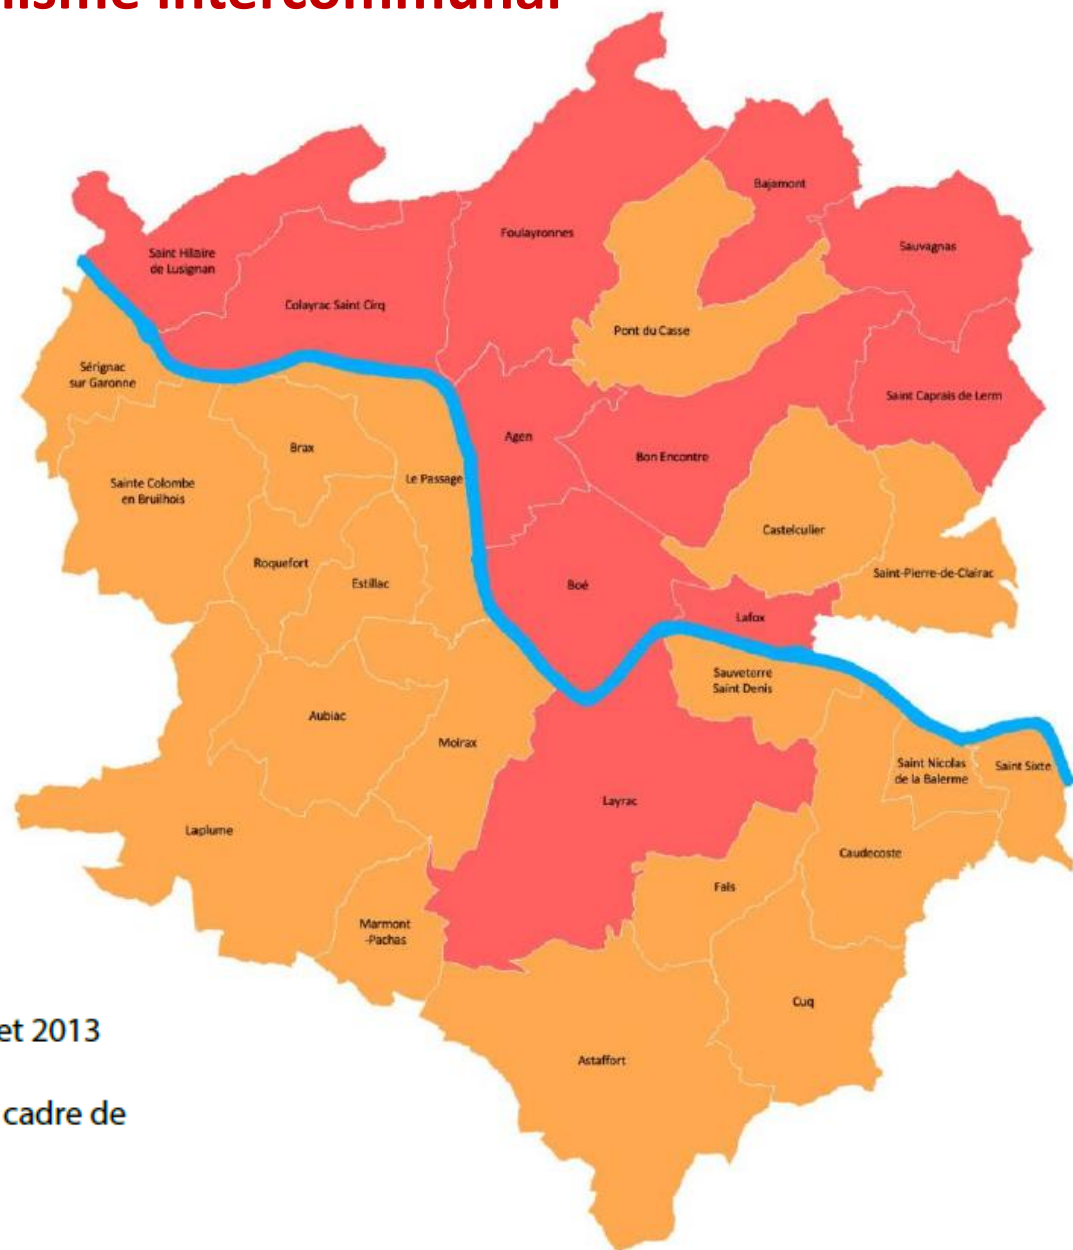 lisme intercommunal
Bajamont
Foulayronnes
Sauvagnas
Saint Hilaire
de Lusignan
Colayrac Saint Cirq
Pont du Casse
Sérignac
sur Garonne
Saint Caprais de Lerm
Agen
Brax
Bon Encontre
Le Passage
Sainte Colombe
en Bruilhois
Castelculier
Roquefort
Estillac
Boé
Saint-Pierre-de-Clairac
Lafox
Sauveterre
Saint Denis
Aubiac
Moirax
Saint Nicolas
de la Balerme
Saint Sixte
Layrac
Laplume
Caudecoste
Fals
Marmont
-Pachas
Cuq
et 2013
Astaffort
cadre de